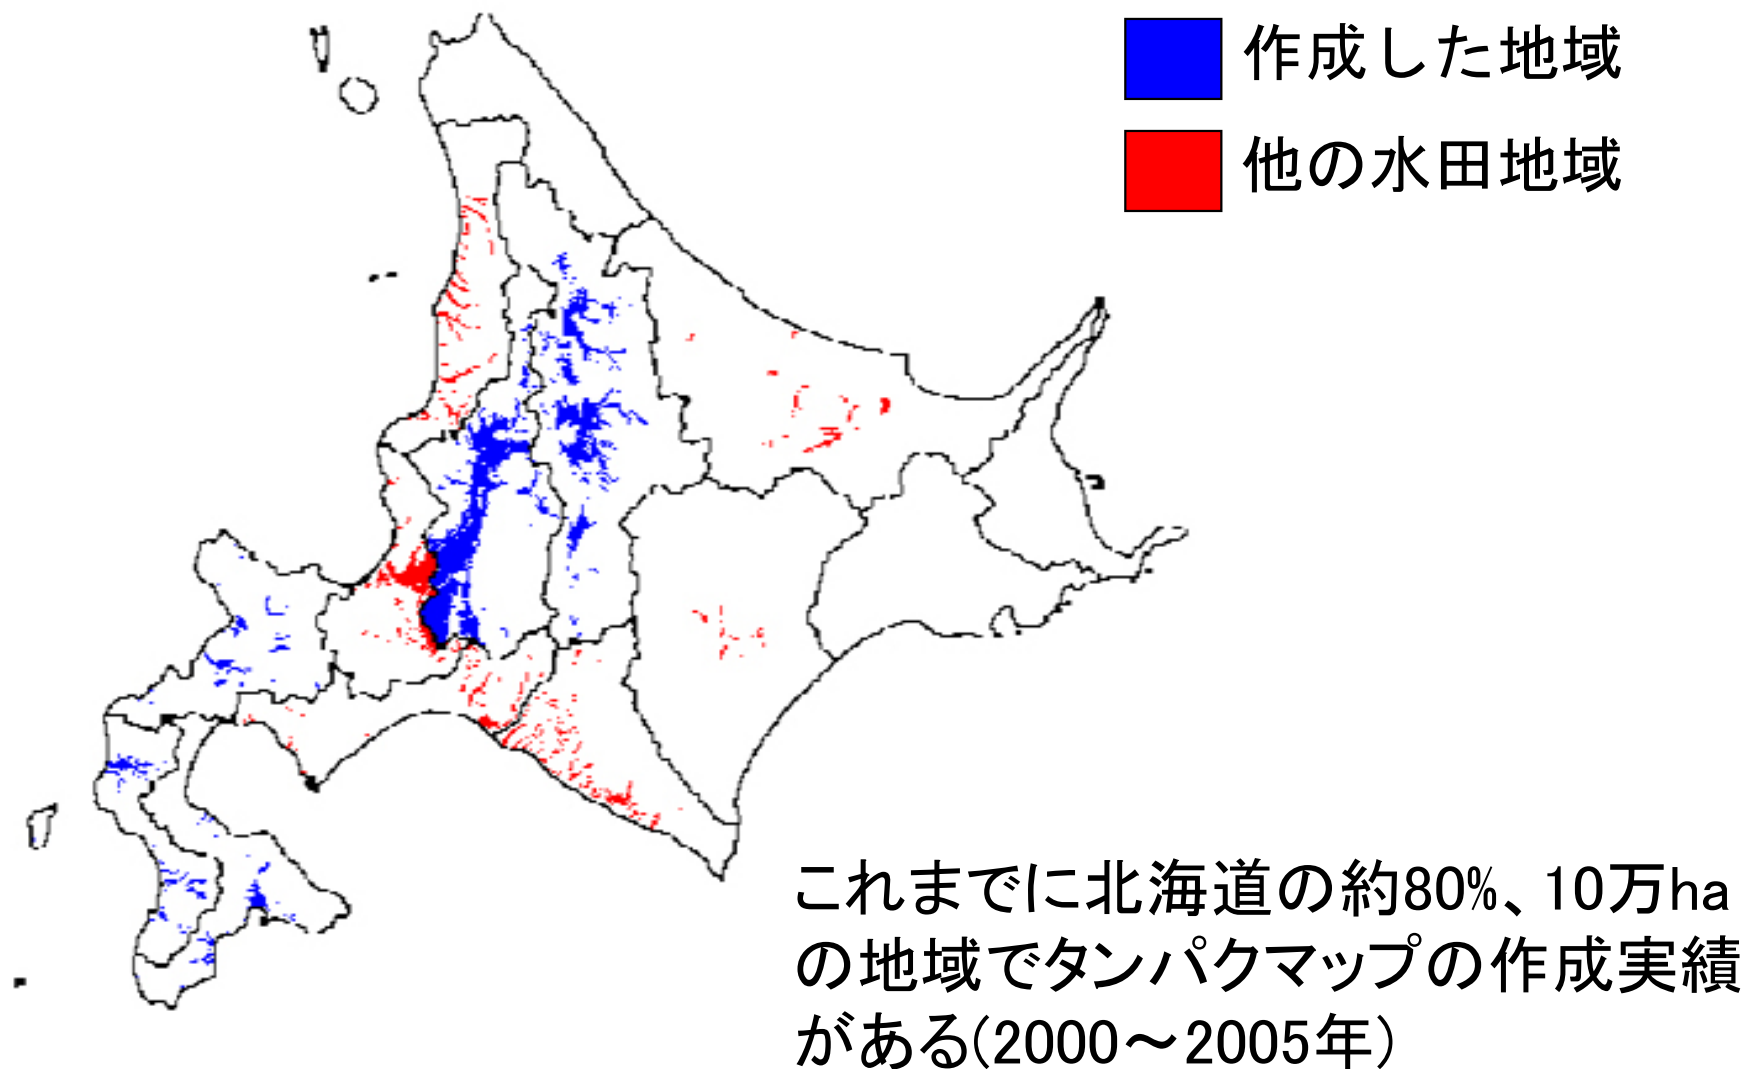 作成した地域
他の水田地域
これまでに北海道の約80%、10万ha
の地域でタンパクマップの作成実績
がある(2000～2005年)